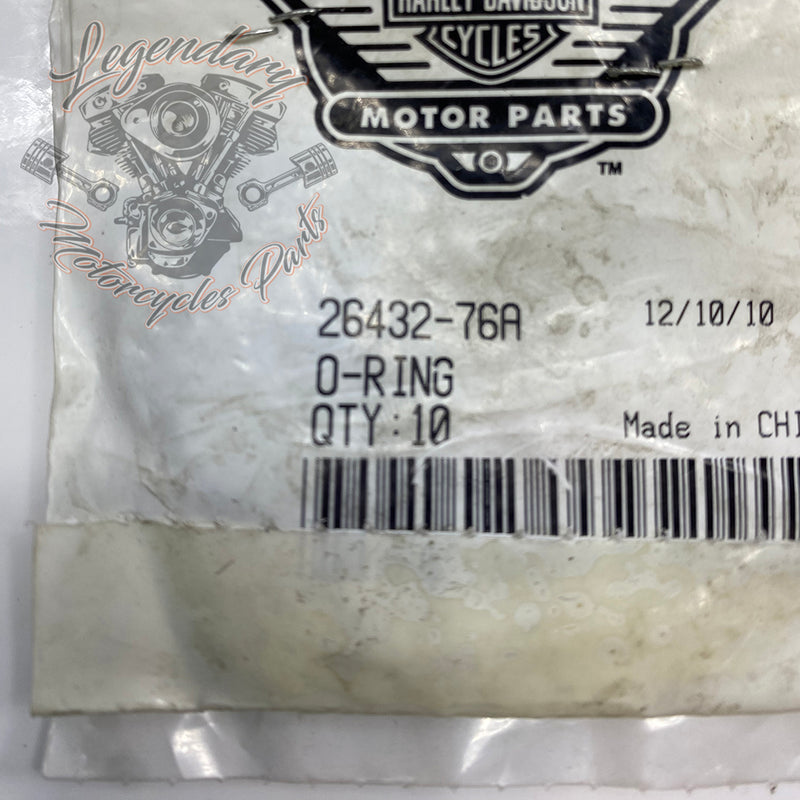 HARLEY-DAVIDSON
CYCLES
MOTOR PARTS
TM
Legendary
Motorcycles Parts
26432-76A
12/10/10
O-RING
QTY:10
Made in CHI